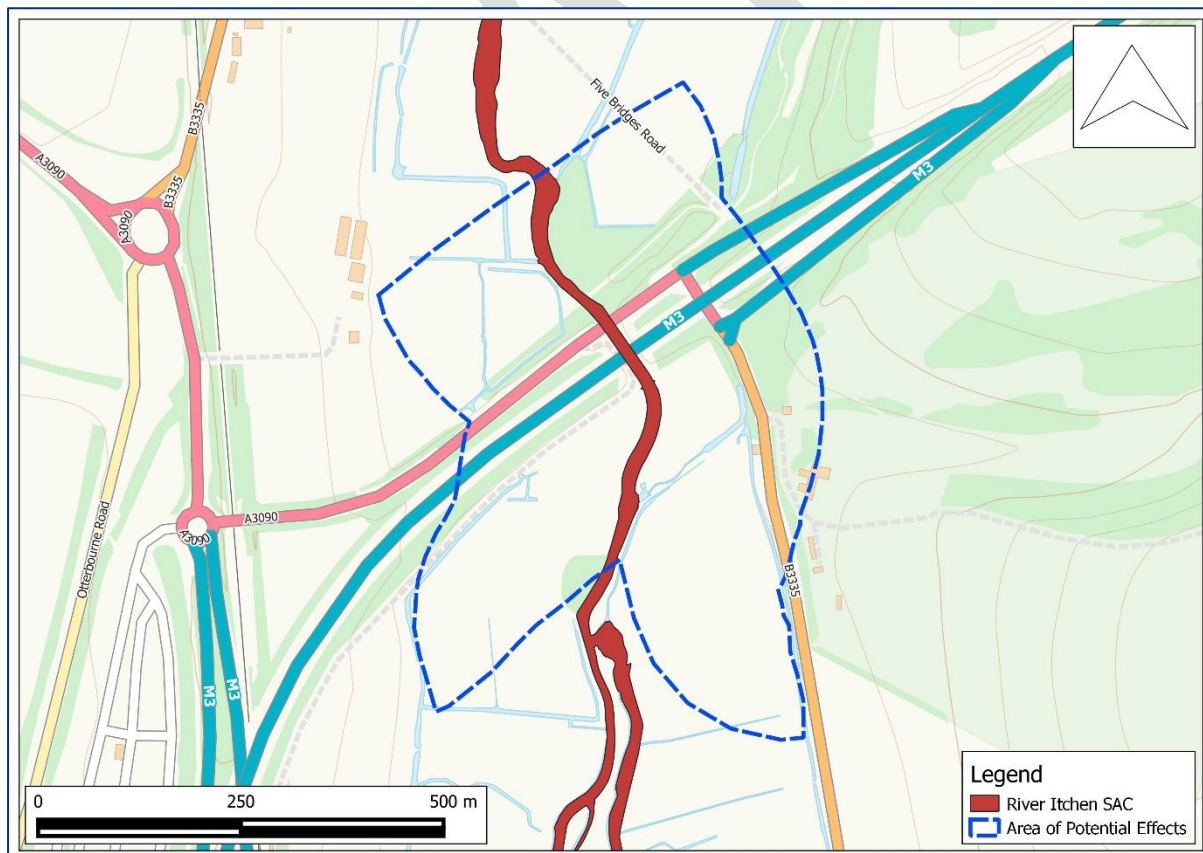 B3335
A3090
B3335
A3090
Five Bridges Road
M3
M3
Otterbourne Road
A3090
A3090
B3335
M3
M3
0 250 500 m
Legend
River Itchen SAC
Area of Potential Effects